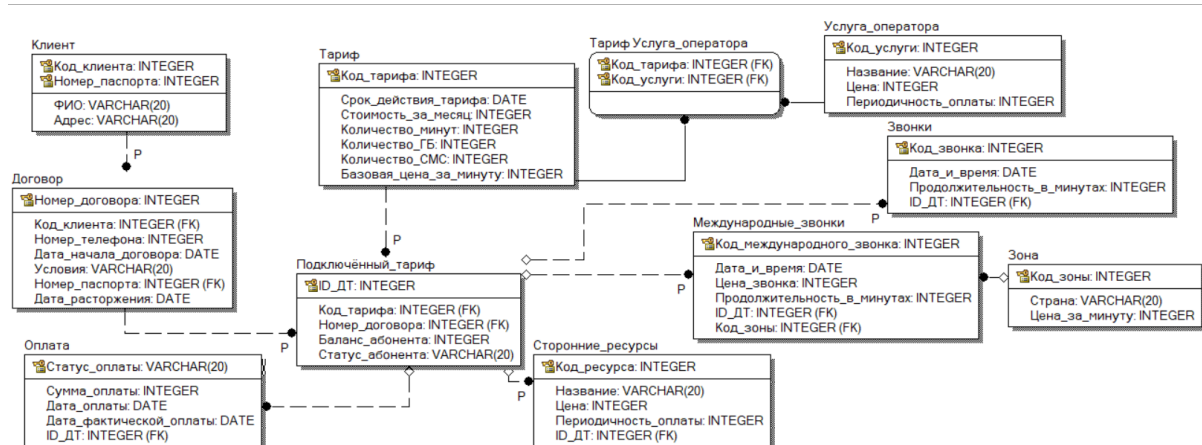 Клиент
Код_клиента: INTEGER
Номер_паспорта: INTEGER
ФИО: VARCHAR(20)
Адрес: VARCHAR(20)
P
Тариф
Код_тарифа: INTEGER
Срок_действия_тарифа: DATE
Стоимость_за_месяц: INTEGER
Количество_минут: INTEGER
Количество_ГБ: INTEGER
Количество_СМС: INTEGER
Базовая_цена_за_минуту: INTEGER
P
Тариф Услуга_оператора
Код_тарифа: INTEGER (FK)
Код_услуги: INTEGER (FK)
Услуга_оператора
Код_услуги: INTEGER
Название: VARCHAR(20)
Цена: INTEGER
Периодичность_оплаты: INTEGER
Звонки
Код_звонка: INTEGER
Дата_и_время: DATE
Продолжительность_в_минутах: INTEGER
ID_ДТ: INTEGER (FK)
P
Договор
Номер_договора: INTEGER
Код_клиента: INTEGER (FK)
Номер_телефона: INTEGER
Дата_начала_договора: DATE
Условия: VARCHAR(20)
Номер_паспорта: INTEGER (FK)
Дата_расторжения: DATE
P
Подключённый_тариф
ID_ДТ: INTEGER
Код_тарифа: INTEGER (FK)
Номер_договора: INTEGER (FK)
Баланс_абонента: INTEGER
Статус_абонента: VARCHAR(20)
Международные_звонки
Код_международного_звонка: INTEGER
Дата_и_время: DATE
Цена_звонка: INTEGER
Продолжительность_в_минутах: INTEGER
ID_ДТ: INTEGER (FK)
Код_зоны: INTEGER (FK)
P
Зона
Код_зоны: INTEGER
Страна: VARCHAR(20)
Цена_за_минуту: INTEGER
Оплата
Статус_оплаты: VARCHAR(20)
Сумма_оплаты: INTEGER
Дата_оплаты: DATE
Дата_фактической_оплаты: DATE
ID_ДТ: INTEGER (FK)
Сторонние_ресурсы
Код_ресурса: INTEGER
Название: VARCHAR(20)
Цена: INTEGER
Периодичность_оплаты: INTEGER
ID_ДТ: INTEGER (FK)
P